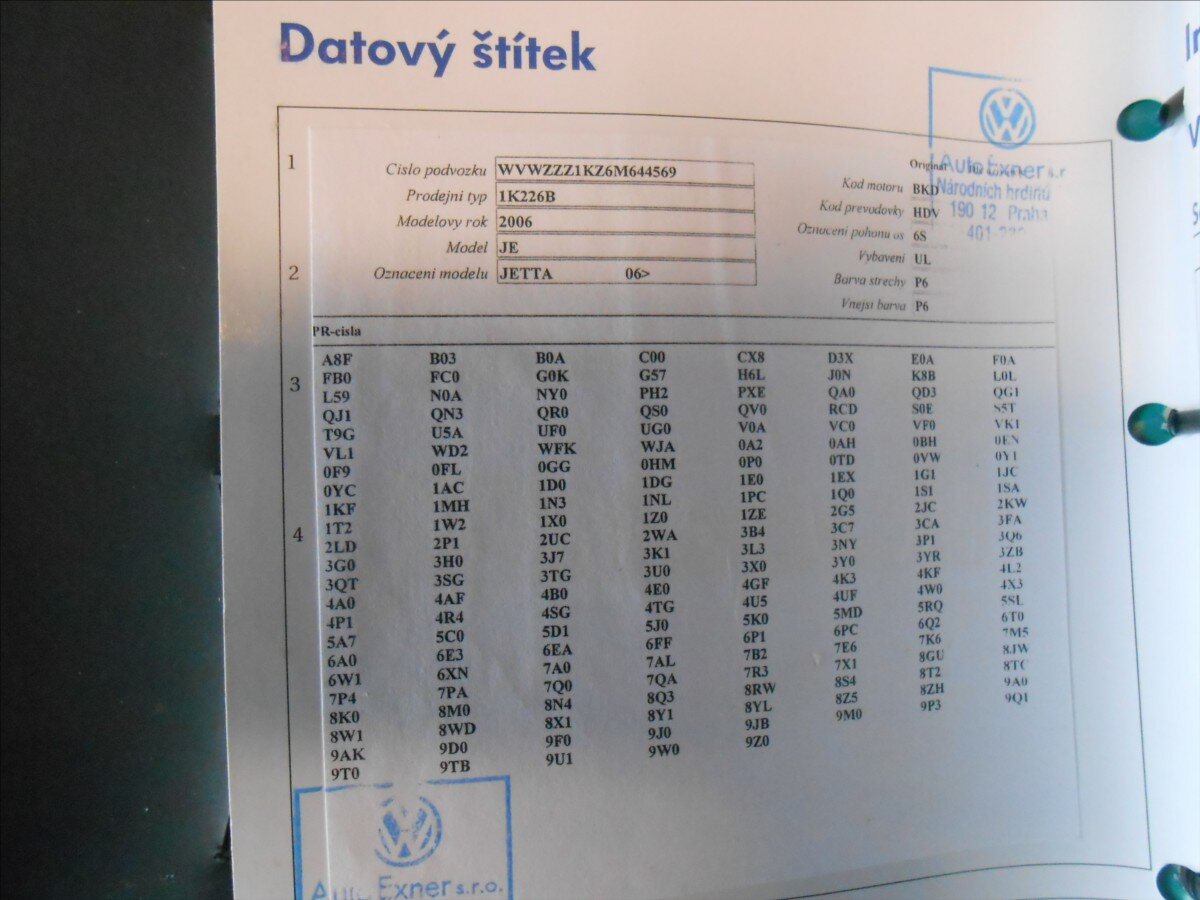 Datový štítek
1
Cislo podvozku WVWZZZ1KZ6M644569
Prodejni typ 1K226B
Modelovy rok 2006
Model JE
2
Oznaceni modelu JETTA 06>
Kod motoru BKD
Kod prevodovky HDV
Oznaceni pohonu os 6S
Vybaveni UL
Barva strechy P6
Vnejsi barva P6
Auto Exner s.r
Národních hrdinů
190 12 Praha
PR-cisla
A8F B03 B0A C00 CX8 D3X E0A F0A
3
FB0 FC0 G0K G57 H6L J0N K8B L0L
L59 N0A NY0 PH2 PXE QA0 QD3 QG1
QJ1 QN3 QR0 QS0 QV0 RCD S0E S5T
T9G U5A UF0 UG0 V0A VC0 VF0 VK1
VL1 WD2 WFK WJA 0A2 0AH 0BH 0EN
0F9 0FL 0GG 0HM 0P0 0TD 0VW 0Y1
0YC 1AC 1D0 1DG 1E0 1EX 1G1 1JC
1KF 1MH 1N3 1NL 1PC 1Q0 1S1 1SA
4
1T2 1W2 1X0 1Z0 1ZE 2G5 2JC 2KW
2LD 2P1 2UC 2WA 3B4 3C7 3CA 3FA
3G0 3H0 3J7 3K1 3L3 3NY 3P1 3Q6
3QT 3SG 3TG 3U0 3X0 3Y0 3YR 3ZB
4A0 4AF 4B0 4E0 4GF 4K3 4KF 4L2
4P1 4R4 4SG 4TG 4U5 4UF 4W0 4X3
5A7 5C0 5D1 5J0 5K0 5MD 5RQ 5SL
6A0 6E3 6EA 6FF 6P1 6PC 6Q2 6T0
6W1 6XN 7A0 7AL 7B2 7E6 7K6 7M5
7P4 7PA 7Q0 7QA 7R3 7X1 8GU 8JW
8K0 8M0 8N4 8Q3 8RW 8S4 8T2 8TC
8W1 8WD 8X1 8Y1 8YL 8Z5 8ZH 9A0
9AK 9D0 9F0 9J0 9JB 9M0 9P3 9Q1
9T0 9TB 9U1 9W0 9Z0
Auto Exner s.r.o.